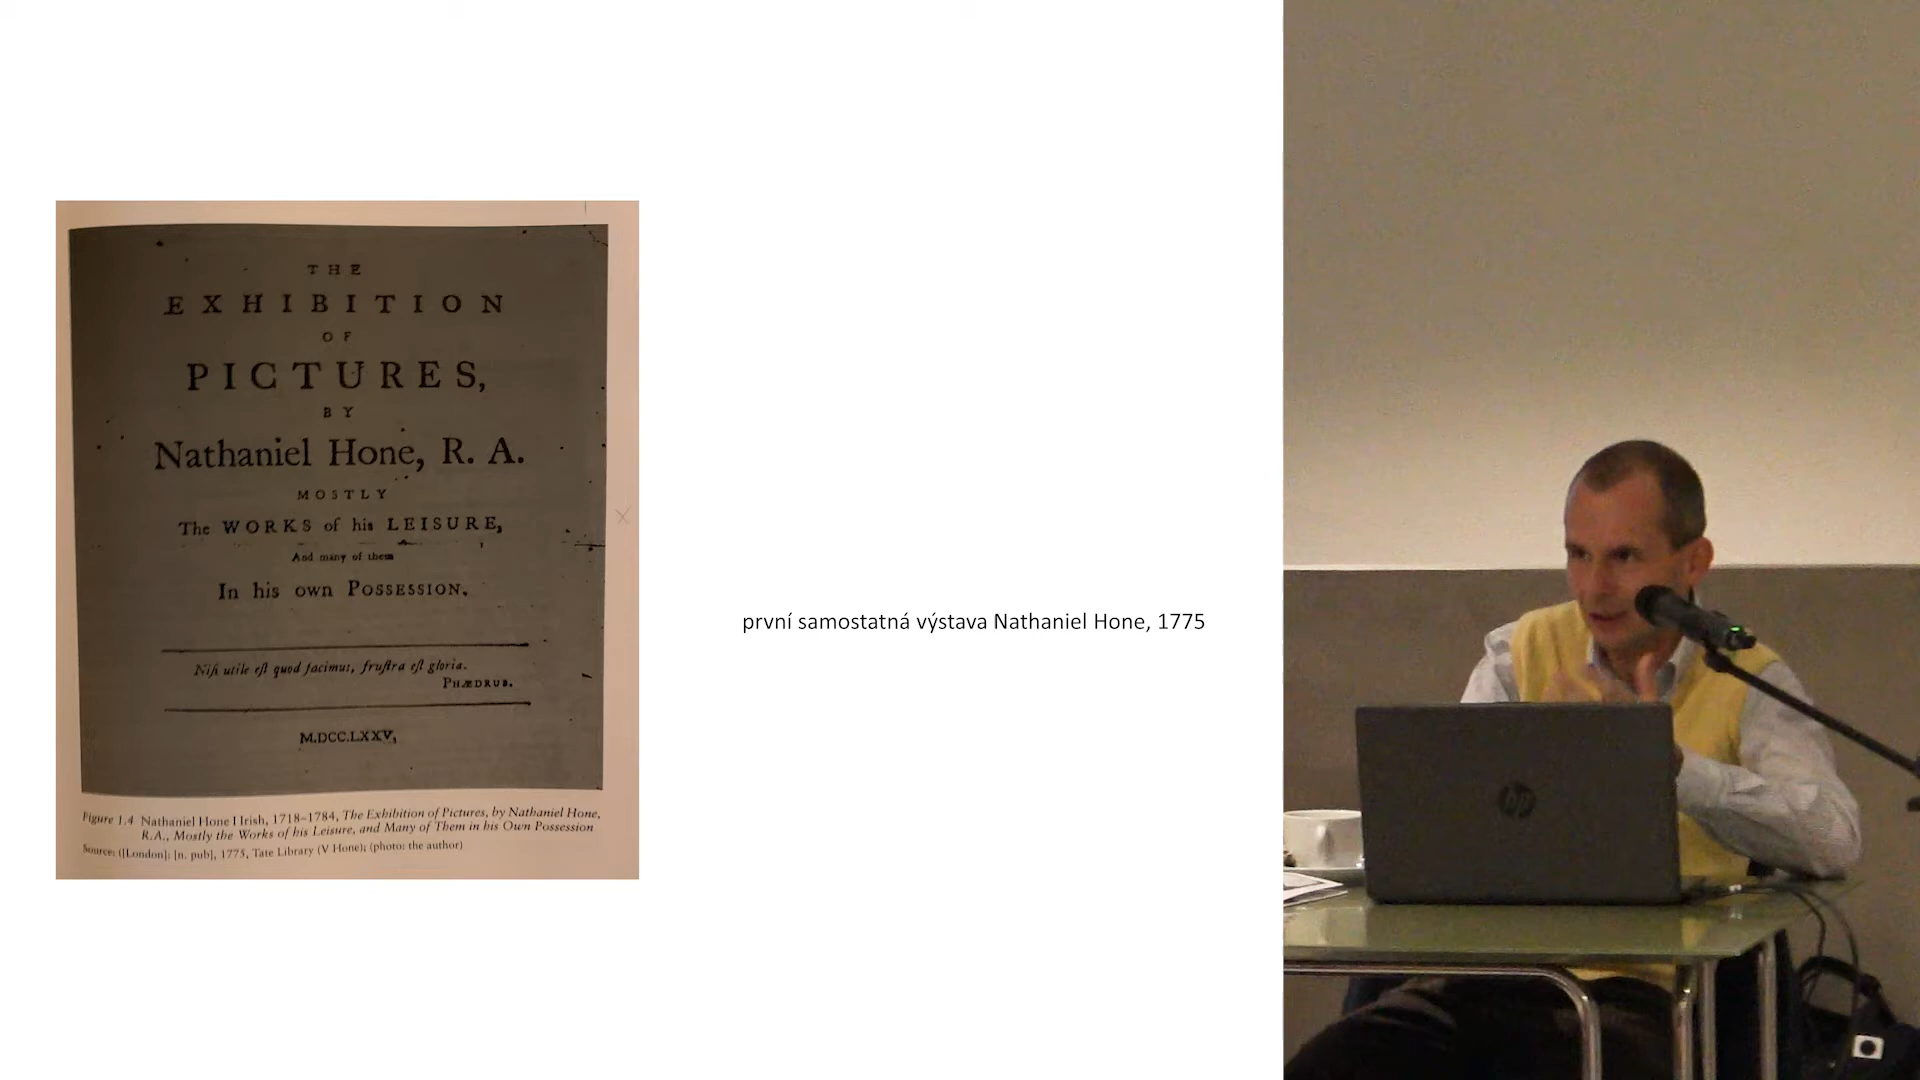 THE
EXHIBITION
OF
PICTURES,
BY
Nathaniel Hone, R. A.
MOSTLY
The WORKS of his LEISURE,
And many of them
In his own POSSESSION.
Niſi utile eſt quod facimus, fruſtra eſt gloria.
PHÆDRUS.
M.DCC.LXXV.
Figure 1.4 Nathaniel Hone I Irish, 1718–1784, The Exhibition of Pictures, by Nathaniel Hone,
R.A., Mostly the Works of his Leisure, and Many of Them in his Own Possession
Source: ([London]: [n. pub], 1775, Tate Library (V Hone); (photo: the author)
první samostatná výstava Nathaniel Hone, 1775
hp